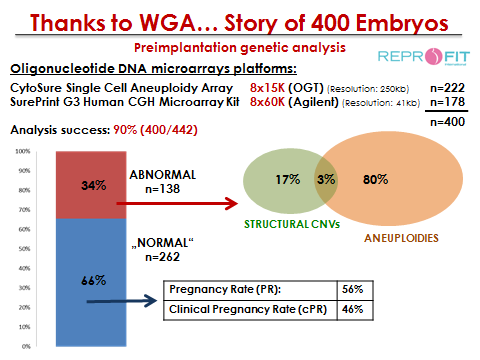 Thanks to WGA… Story of 400 Embryos
Preimplantation genetic analysis
REPROFIT
international
Oligonucleotide DNA microarrays platforms:
CytoSure Single Cell Aneuploidy Array 8x15K (OGT) (Resolution: 250kb) n=222
SurePrint G3 Human CGH Microarray Kit 8x60K (Agilent) (Resolution: 41kb) n=178
n=400
Analysis success: 90% (400/442)
100%
90%
80%
70%
60%
50%
40%
30%
20%
10%
0%
34%
66%
ABNORMAL
n=138
„NORMAL“
n=262
17%
3%
80%
STRUCTURAL CNVs
ANEUPLOIDIES
Pregnancy Rate (PR): 56%
Clinical Pregnancy Rate (cPR) 46%